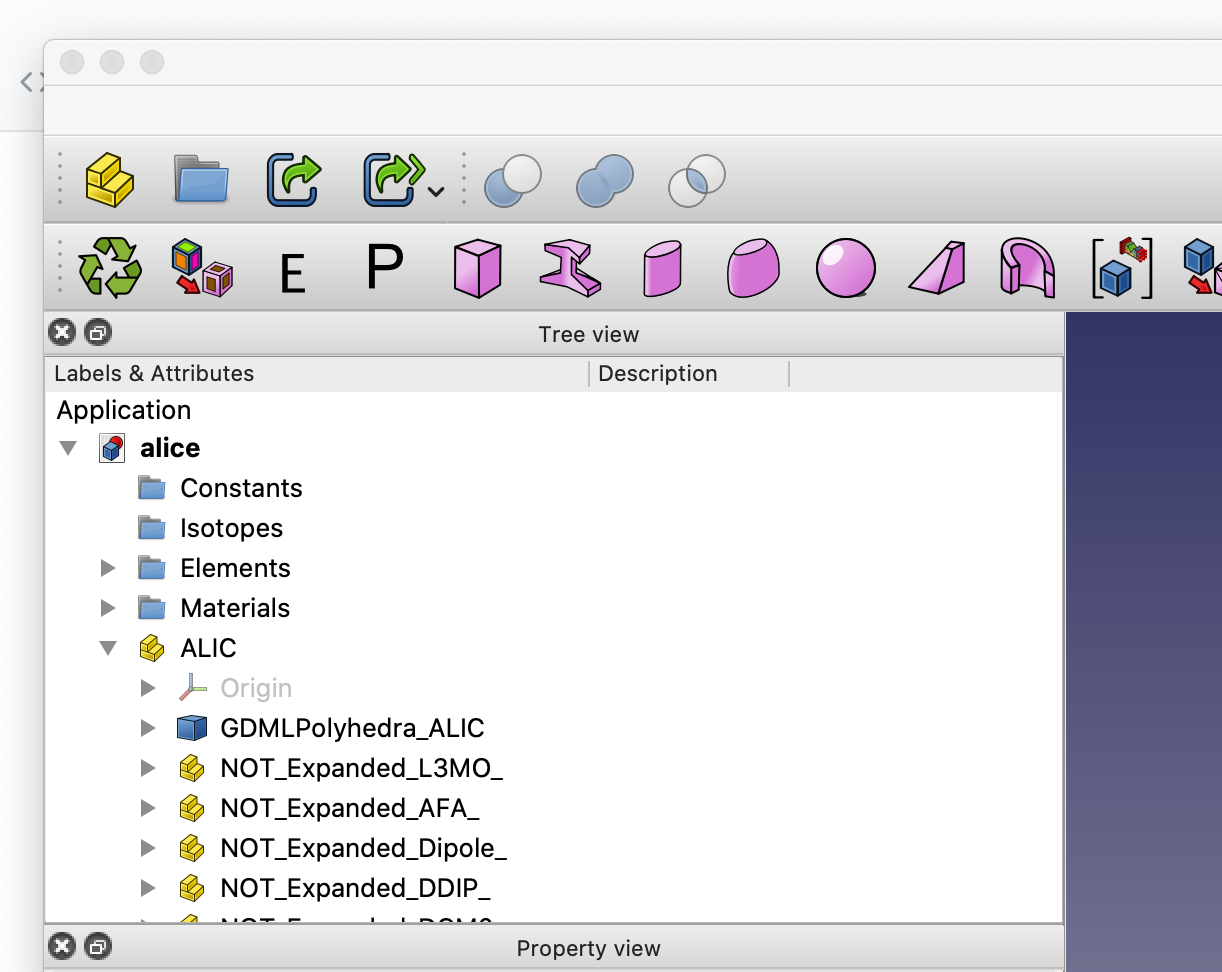 E P
Tree view
Labels & Attributes Description
Application
alice
Constants
Isotopes
Elements
Materials
ALIC
Origin
GDMLPolyhedra_ALIC
NOT_Expanded_L3MO_
NOT_Expanded_AFA_
NOT_Expanded_Dipole_
NOT_Expanded_DDIP_
Property view